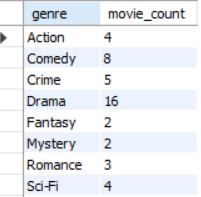 genre movie_count
Action 4
Comedy 8
Crime 5
Drama 16
Fantasy 2
Mystery 2
Romance 3
Sci-Fi 4